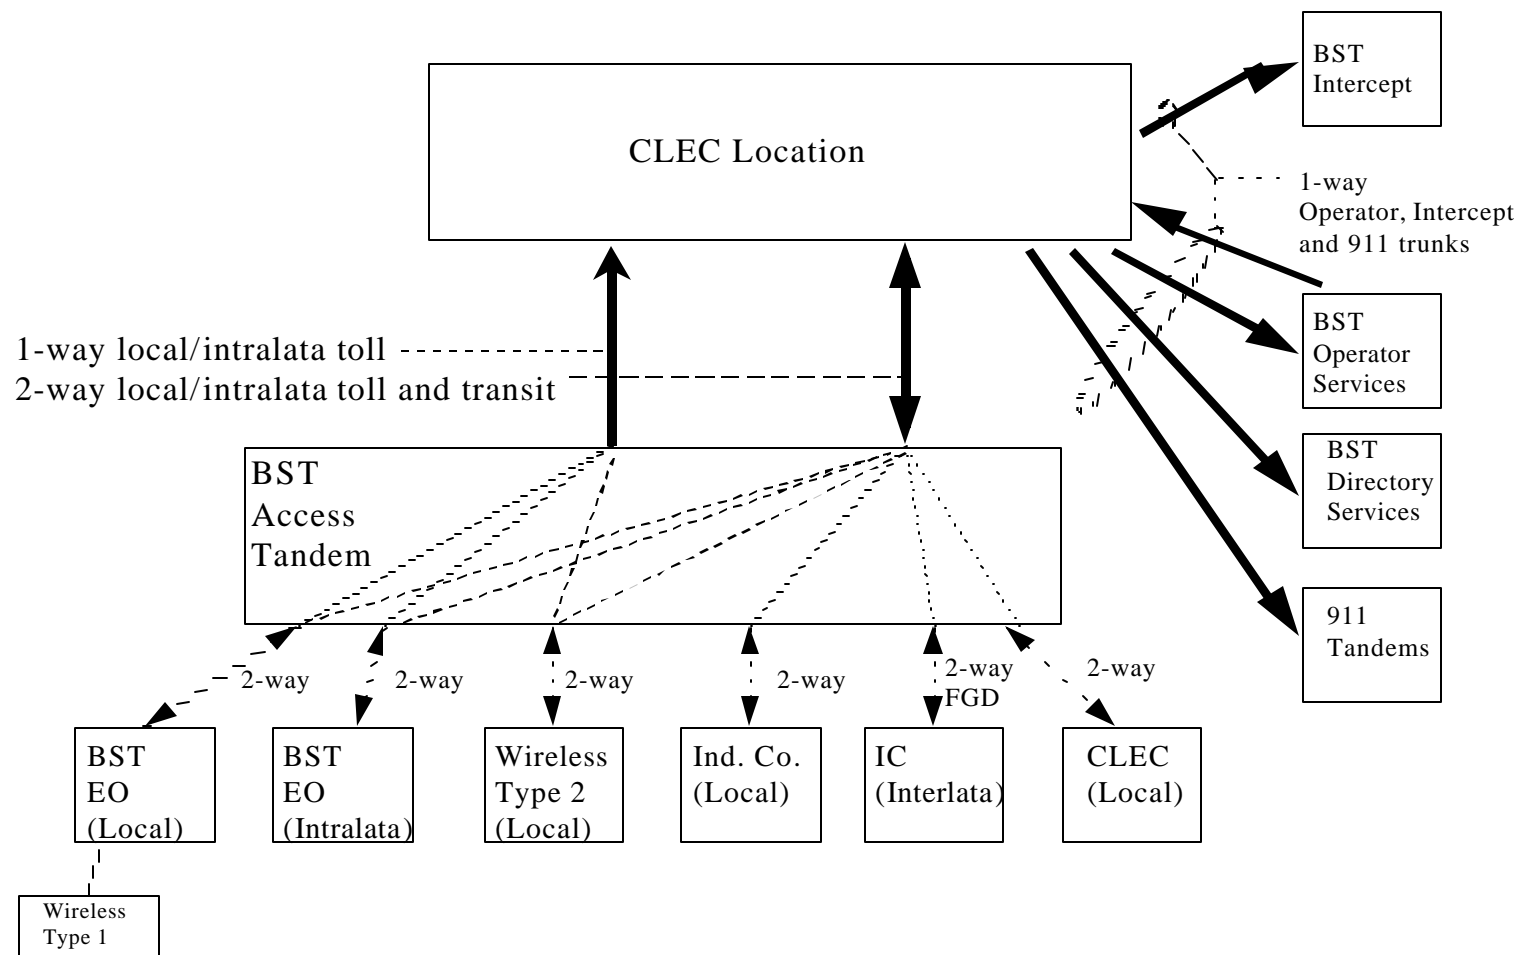 BST
Intercept
CLEC Location
1-way
Operator, Intercept
and 911 trunks
BST
Operator
Services
1-way local/intralata toll
2-way local/intralata toll and transit
BST
Directory
Services
BST
Access
Tandem
911
Tandems
2-way
2-way
2-way
2-way
2-way
FGD
2-way
BST
EO
(Local)
BST
EO
(Intralata)
Wireless
Type 2
(Local)
Ind. Co.
(Local)
IC
(Interlata)
CLEC
(Local)
Wireless
Type 1